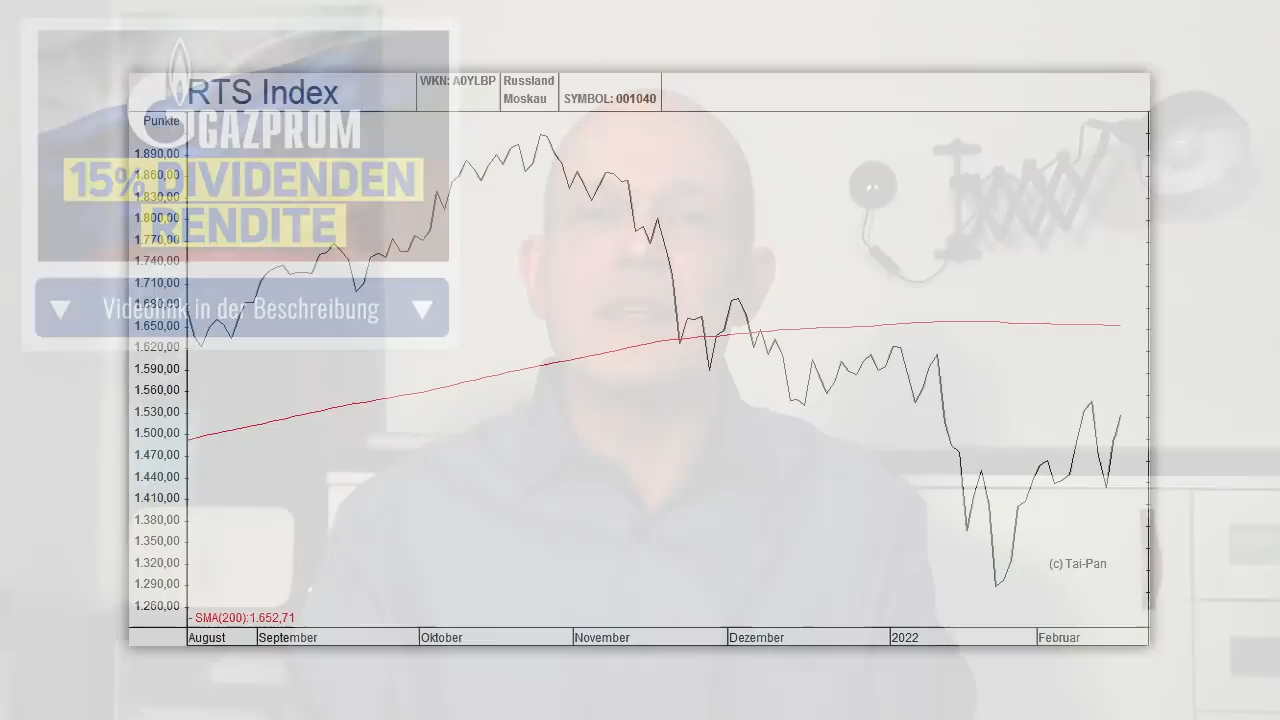 RTS Index
WKN: A0YLBP
Russland
Moskau
SYMBOL: 001040
GAZPROM
15% DIVIDENDEN
RENDITE
Videolink in der Beschreibung
Punkte
1.890,00
1.860,00
1.830,00
1.800,00
1.770,00
1.740,00
1.710,00
1.680,00
1.650,00
1.620,00
1.590,00
1.560,00
1.530,00
1.500,00
1.470,00
1.440,00
1.410,00
1.380,00
1.350,00
1.320,00
1.290,00
1.260,00
(c) Tai-Pan
- SMA(200):1.652,71
August
September
Oktober
November
Dezember
2022
Februar